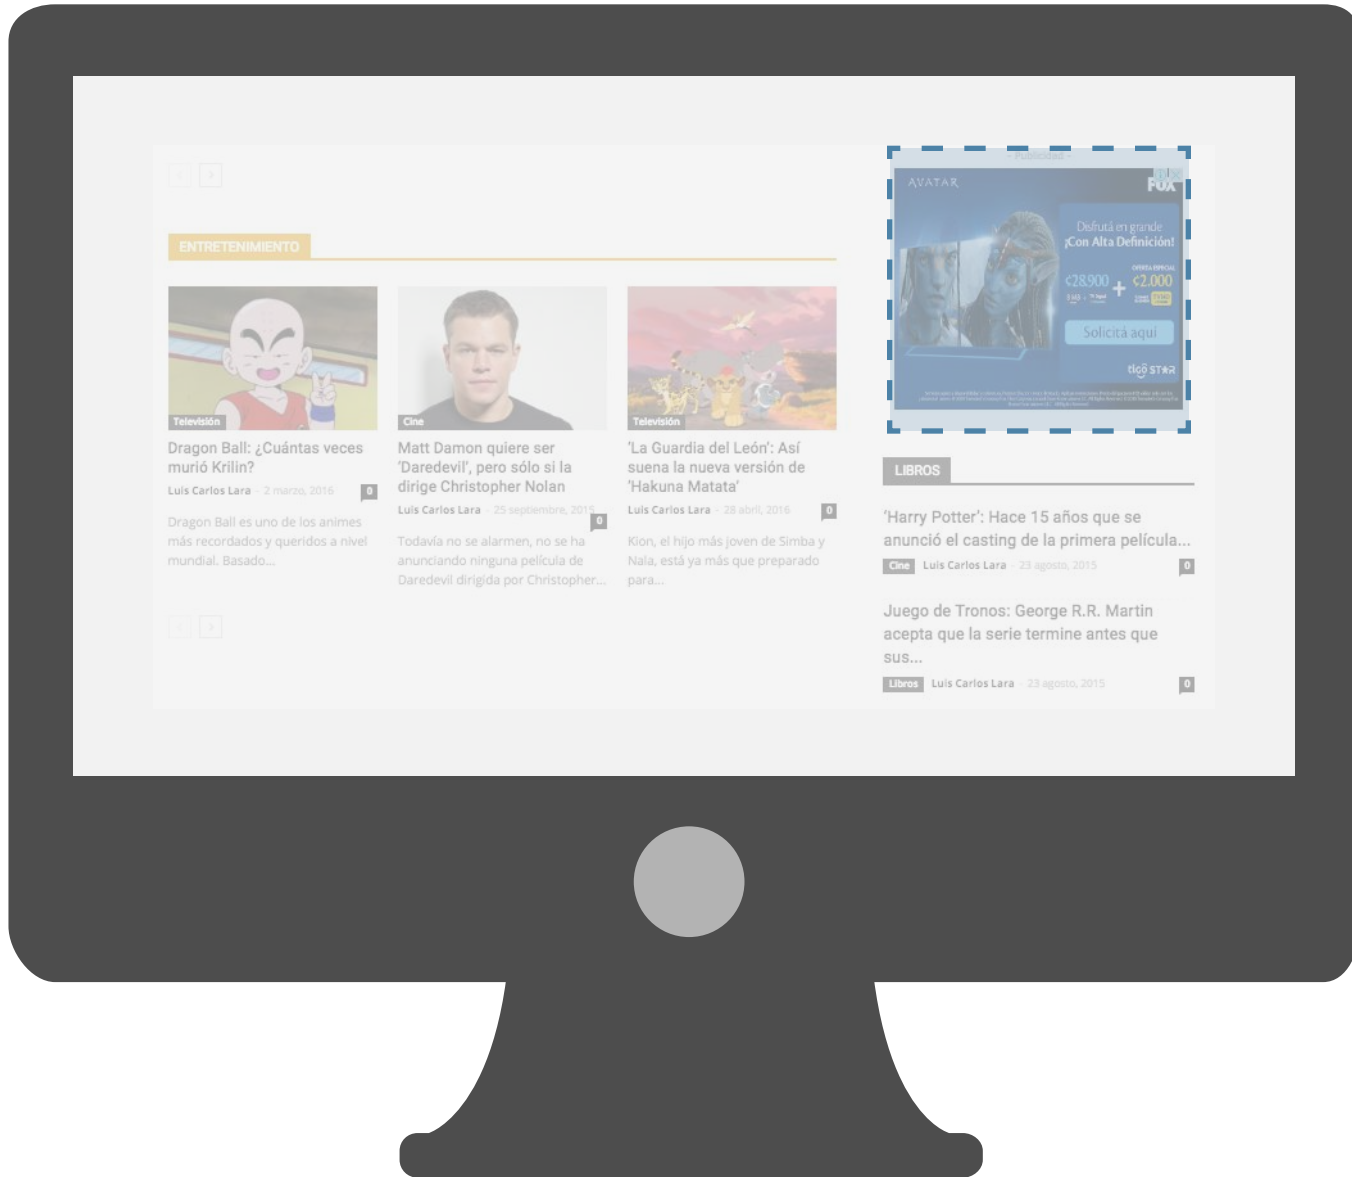 ENTRETENIMIENTO
Televisión
Dragon Ball: ¿Cuántas veces
murió Krilin?
Luis Carlos Lara - 2 marzo, 2016 0
Dragon Ball es uno de los animes
más recordados y queridos a nivel
mundial. Basado...
Cine
Matt Damon quiere ser
'Daredevil', pero sólo si la
dirige Christopher Nolan
Luis Carlos Lara - 25 septiembre, 2015
0
Todavía no se alarmen, no se ha
anunciando ninguna película de
Daredevil dirigida por Christopher...
Televisión
'La Guardia del León': Así
suena la nueva versión de
'Hakuna Matata'
Luis Carlos Lara - 28 abril, 2016 0
Kion, el hijo más joven de Simba y
Nala, está ya más que preparado
para...
- Publicidad -
AVATAR
FOX
Disfrutá en grande
¡Con Alta Definición!
OFERTA ESPECIAL
¢28.900 + ¢2.000
Solicitá aquí
tigo STAR
LIBROS
'Harry Potter': Hace 15 años que se
anunció el casting de la primera película...
Cine Luis Carlos Lara - 23 agosto, 2015 0
Juego de Tronos: George R.R. Martin
acepta que la serie termine antes que
sus...
Libros Luis Carlos Lara - 23 agosto, 2015 0